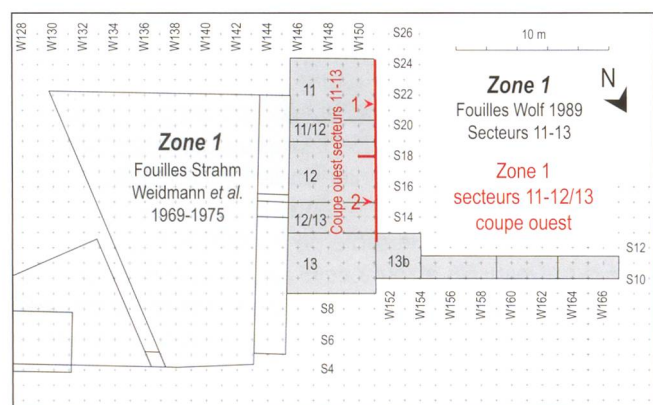 W128
W130
W132
W134
W136
W138
W140
W142
W144
W146
W148
W150
S26
S24
S22
S20
S18
S16
S14
10 m
N
Zone 1
Fouilles Wolf 1989
Secteurs 11-13
Zone 1
secteurs 11-12/13
coupe ouest
Zone 1
Fouilles Strahm
Weidmann et al.
1969-1975
11
11/12
12
12/13
13
13b
1
2
Coupe ouest secteurs 11-13
S12
S10
W152
W154
W156
W158
W160
W162
W164
W166
S8
S6
S4